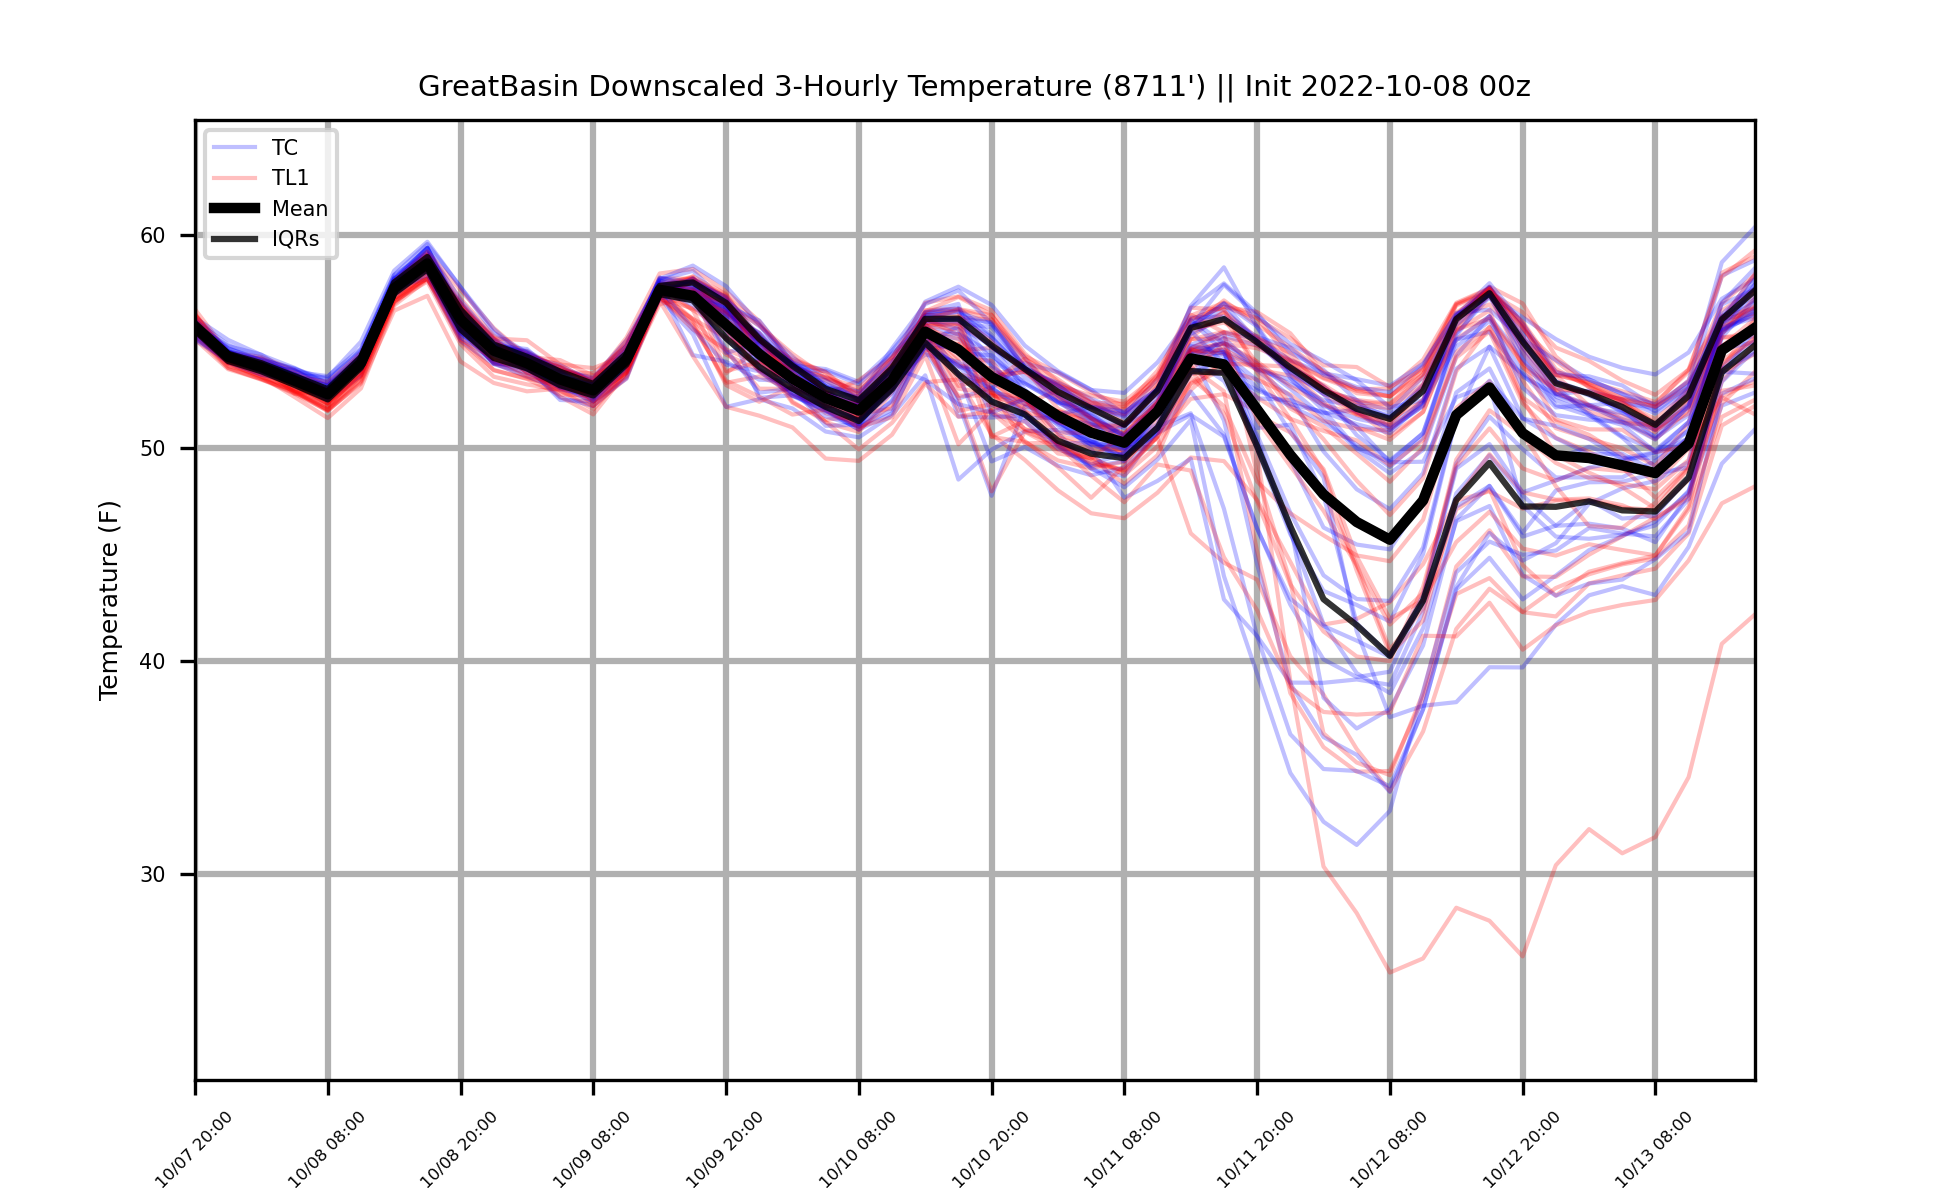 GreatBasin Downscaled 3-Hourly Temperature (8711') || Init 2022-10-08 00z
TC
TL1
Mean
IQRs
Temperature (F)
60
50
40
30
10/07 20:00
10/08 08:00
10/08 20:00
10/09 08:00
10/09 20:00
10/10 08:00
10/10 20:00
10/11 08:00
10/11 20:00
10/12 08:00
10/12 20:00
10/13 08:00